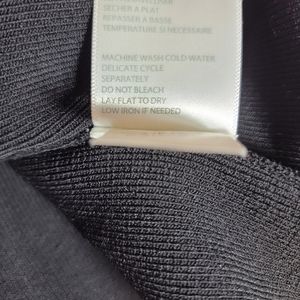 SECHER A PLAT
REPASSER A BASSE
TEMPERATURE SI NECESSAIRE
MACHINE WASH COLD WATER
DELICATE CYCLE
SEPARATELY
DO NOT BLEACH
LAY FLAT TO DRY
LOW IRON IF NEEDED